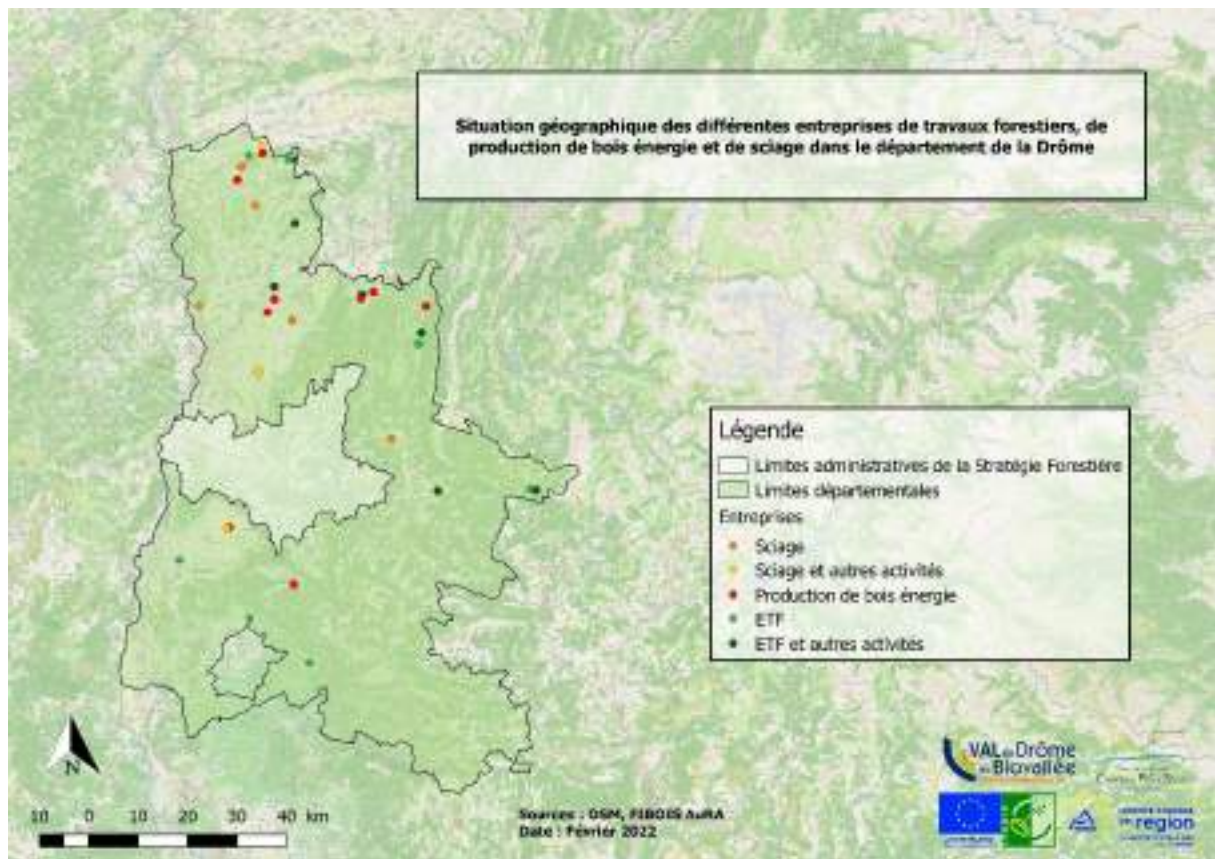 Situation géographique des différentes entreprises de travaux forestiers, de
production de bois énergie et de sciage dans le département de la Drôme
Légende
Limites administratives de la Stratégie Forestière
Limites départementales
Entreprises
Sciage
Sciage et autres activités
Production de bois énergie
ETF
ETF et autres activités
N
10 0 10 20 30 40 km
Sources : OSM, FIBOIS AuRA
Date : Février 2022
VAL de Drôme
en Biovallée
région